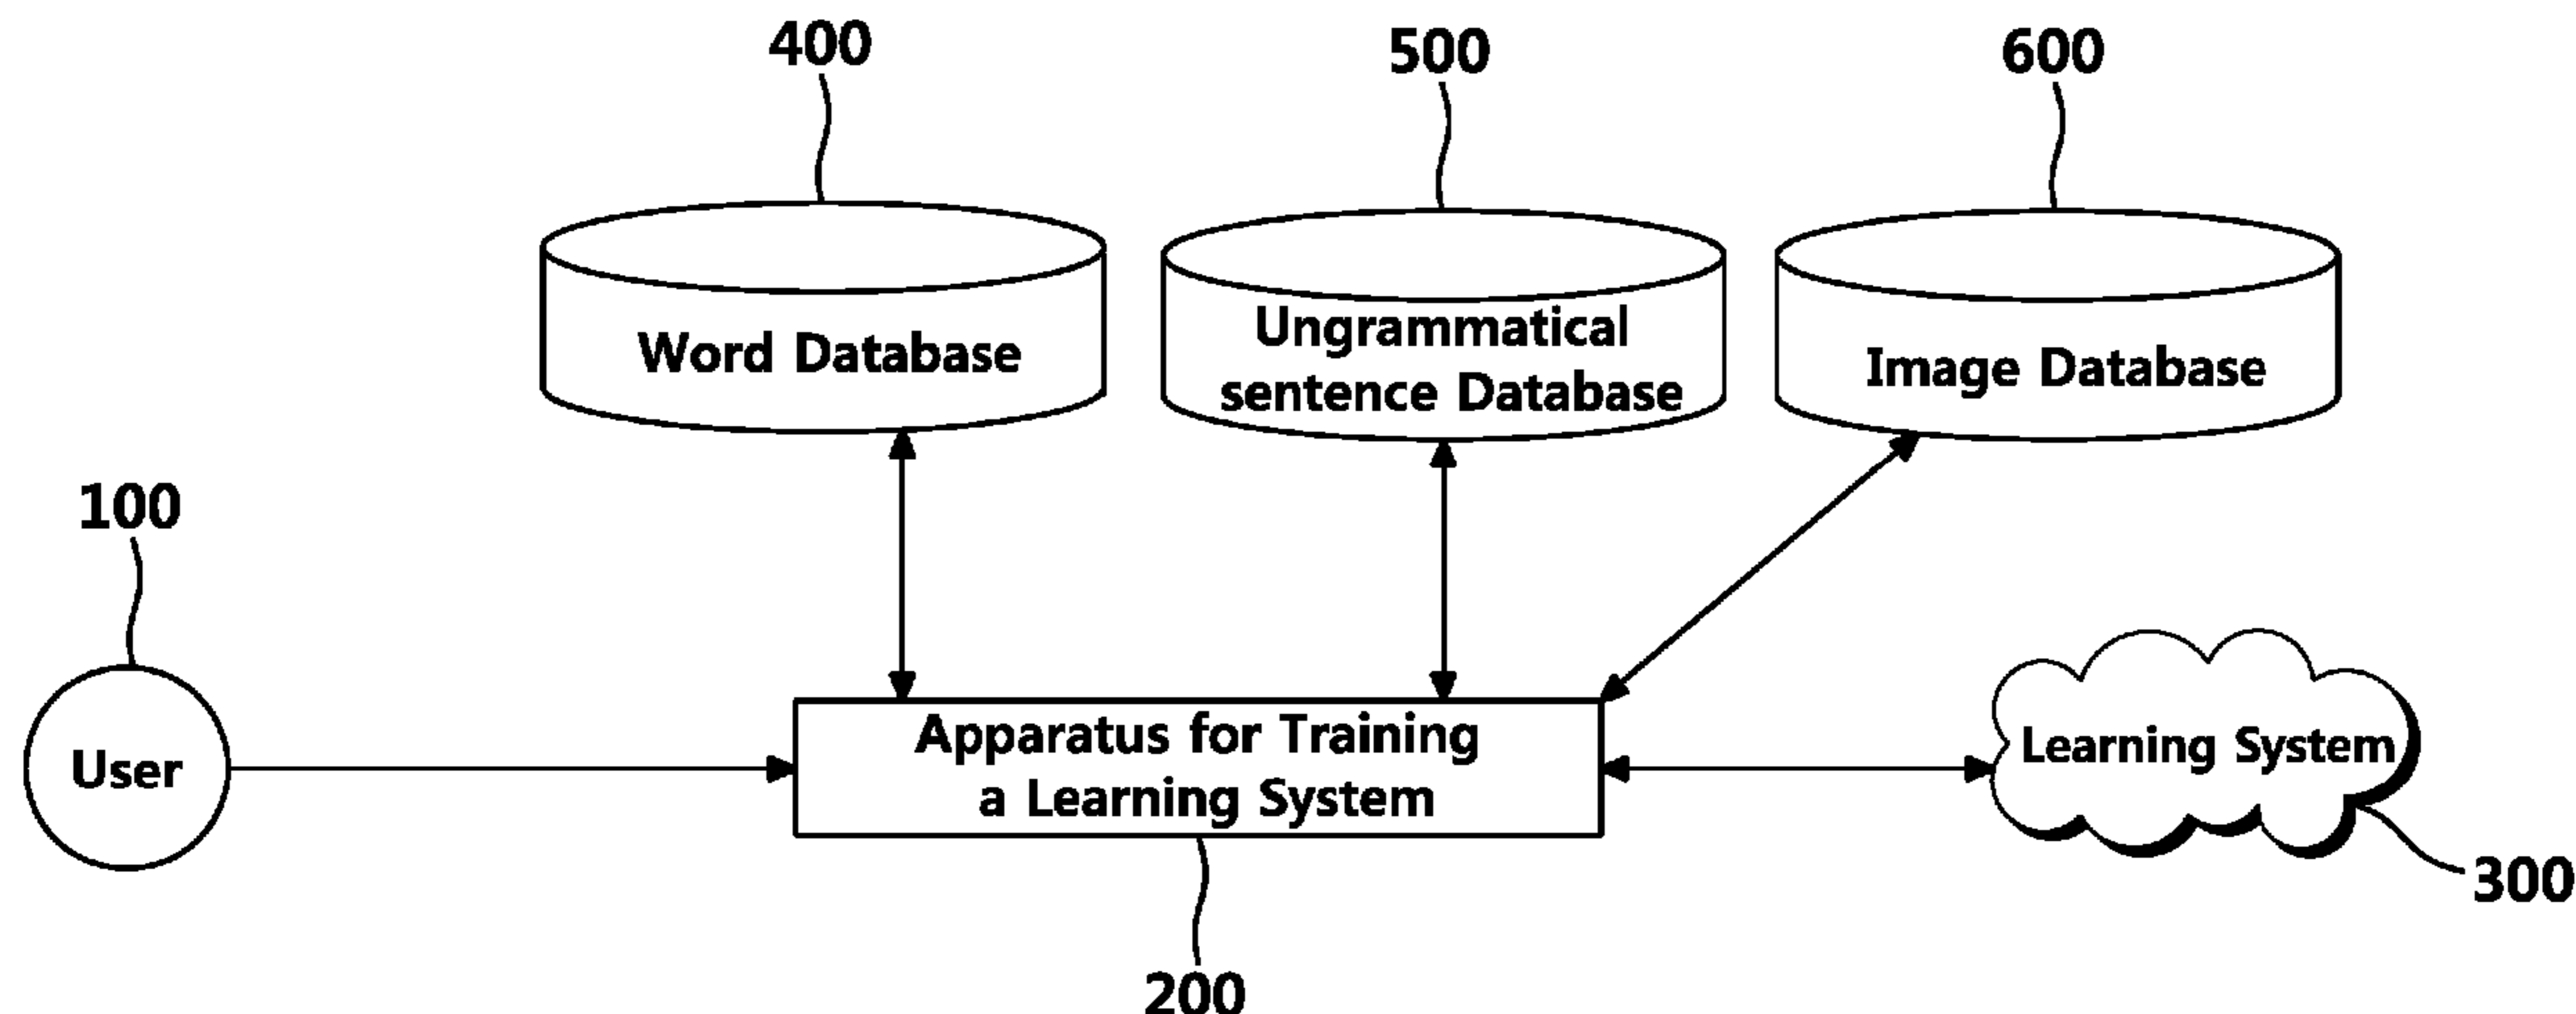 400
500
600
Word Database
Ungrammatical
sentence Database
Image Database
100
User
Apparatus for Training
a Learning System
Learning System
300
200